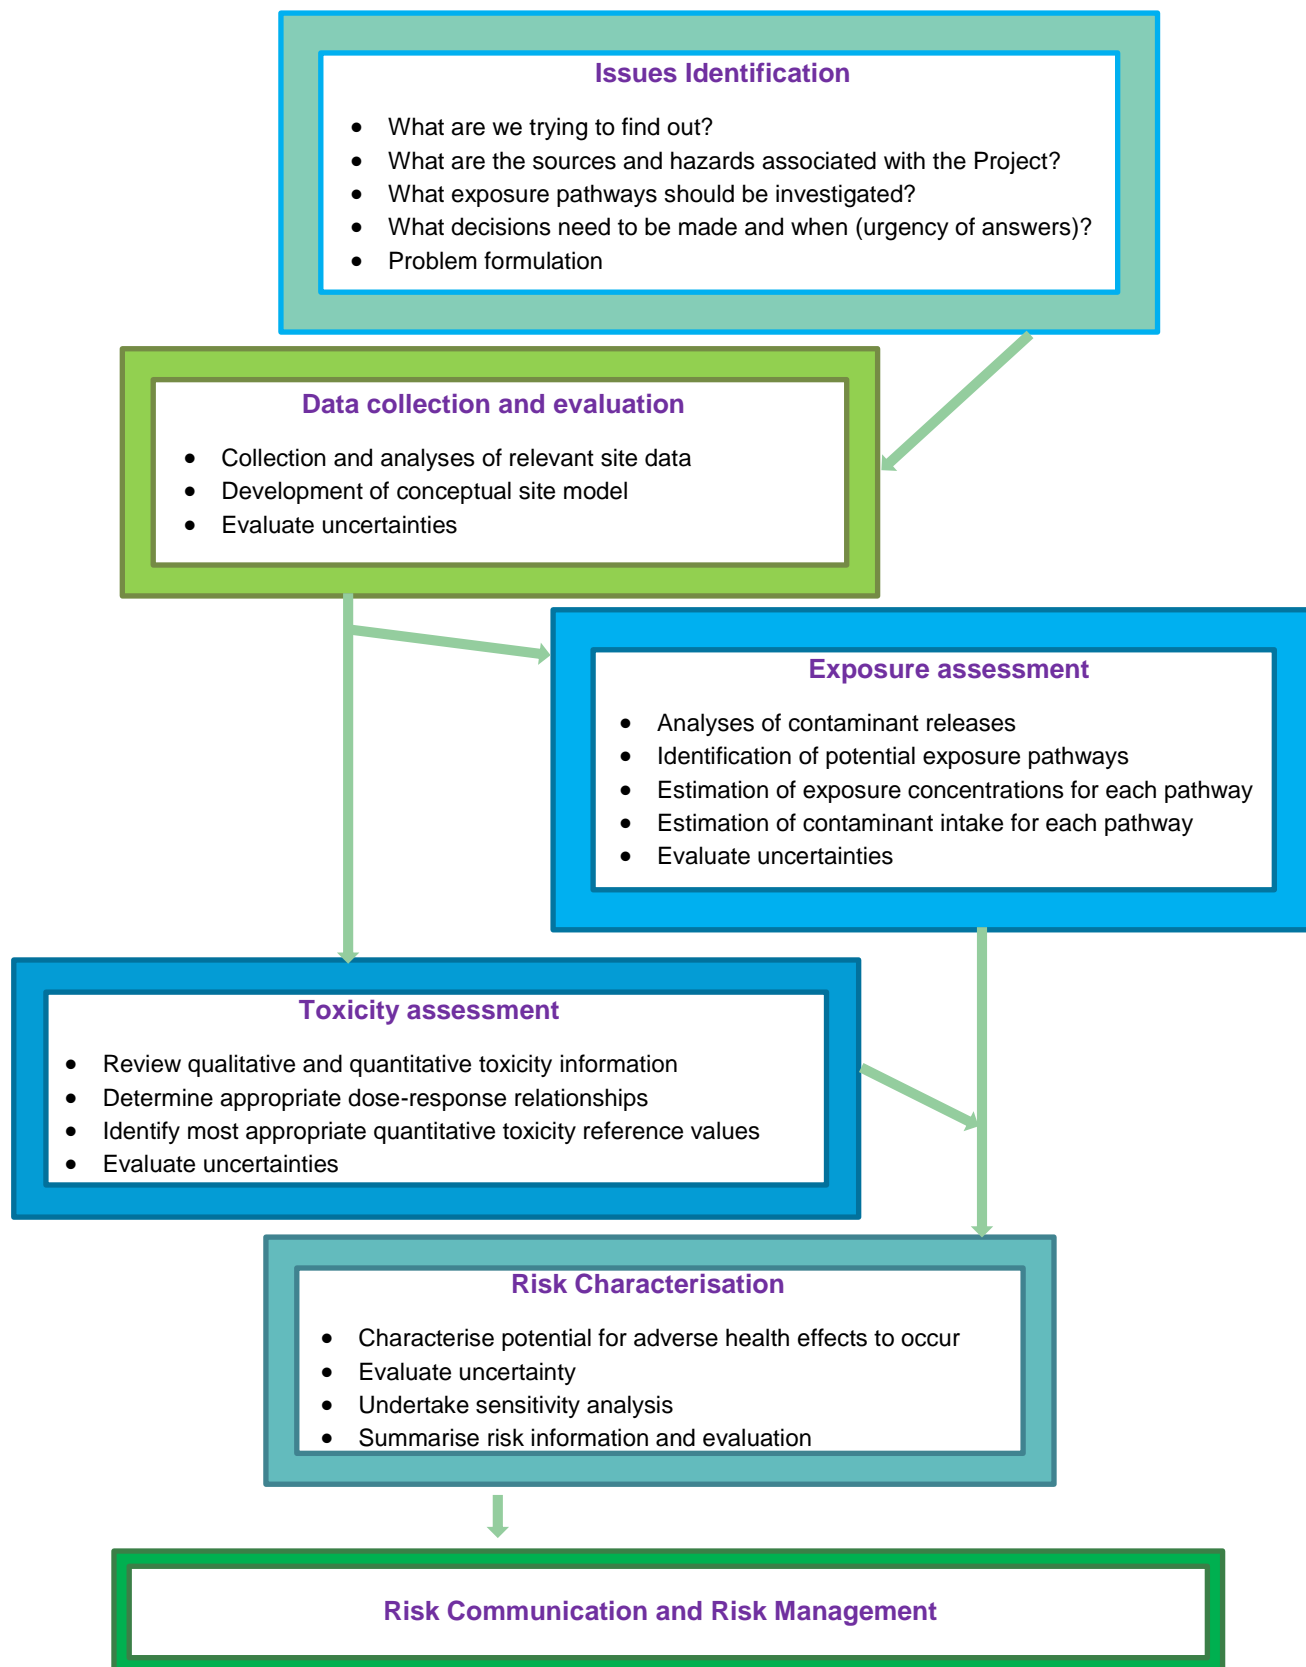 Issues Identification
• What are we trying to find out?
• What are the sources and hazards associated with the Project?
• What exposure pathways should be investigated?
• What decisions need to be made and when (urgency of answers)?
• Problem formulation
Data collection and evaluation
• Collection and analyses of relevant site data
• Development of conceptual site model
• Evaluate uncertainties
Exposure assessment
• Analyses of contaminant releases
• Identification of potential exposure pathways
• Estimation of exposure concentrations for each pathway
• Estimation of contaminant intake for each pathway
• Evaluate uncertainties
Toxicity assessment
• Review qualitative and quantitative toxicity information
• Determine appropriate dose-response relationships
• Identify most appropriate quantitative toxicity reference values
• Evaluate uncertainties
Risk Characterisation
• Characterise potential for adverse health effects to occur
• Evaluate uncertainty
• Undertake sensitivity analysis
• Summarise risk information and evaluation
Risk Communication and Risk Management